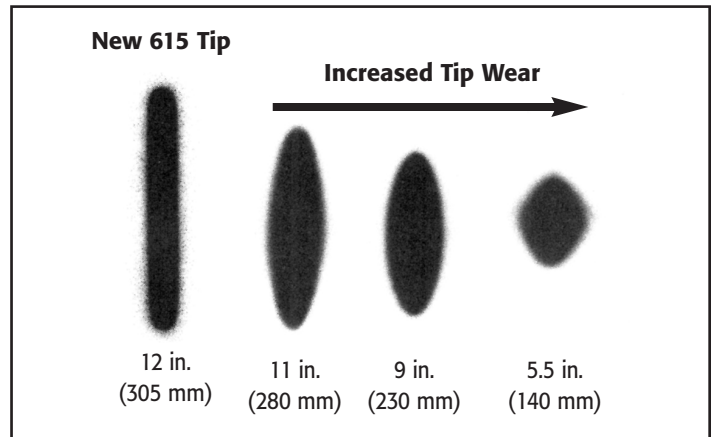 New 615 Tip
Increased Tip Wear
12 in.
(305 mm)
11 in.
(280 mm)
9 in.
(230 mm)
5.5 in.
(140 mm)